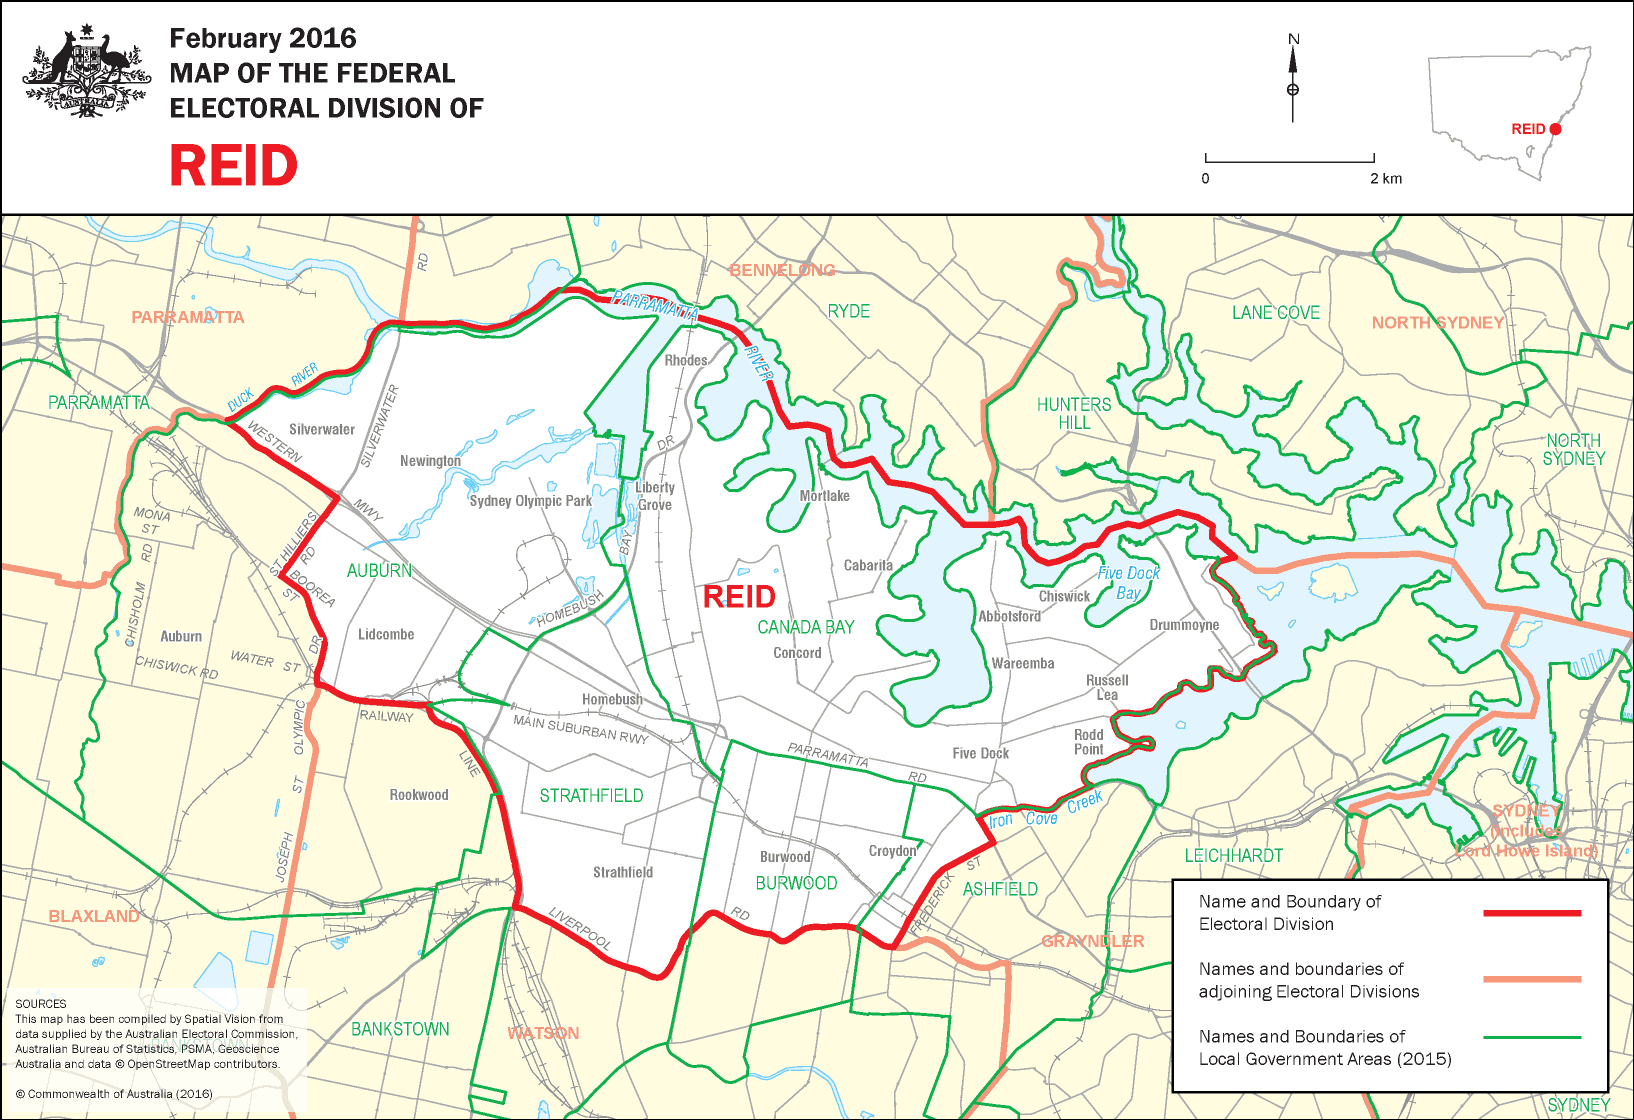 February 2016
MAP OF THE FEDERAL
ELECTORAL DIVISION OF
REID
AUSTRALIA
N
0
2 km
REID
RD
BENNELONG
PARRAMATTA
PARRAMATTA
RIVER
RYDE
LANE COVE
NORTH SYDNEY
Rhodes
DUCK
RIVER
PARRAMATTA
HUNTERS
HILL
Silverwater
WESTERN
SILVERWATER
Newington
DR
NORTH
SYDNEY
Sydney Olympic Park
Liberty
Grove
Mortlake
MONA
ST
MWY
ST HILLIERS
RD
BAY
CHISHOLM
RD
AUBURN
BOOREA
ST
Cabarita
Five Dock
Bay
REID
HOMEBUSH
Chiswick
Abbotsford
Auburn
Lidcombe
CANADA BAY
Drummoyne
Concord
Wareemba
WATER ST
DR
CHISWICK RD
Russell
Lea
Homebush
RAILWAY
MAIN SUBURBAN RWY
OLYMPIC
LINE
PARRAMATTA
RD
Five Dock
Rodd
Point
ST
Rookwood
STRATHFIELD
Iron Cove Creek
SYDNEY
(includes
Lord Howe Island)
JOSEPH
Strathfield
Burwood
BURWOOD
Croydon
LEICHHARDT
FREDERICK ST
ASHFIELD
BLAXLAND
LIVERPOOL
RD
GRAYNDLER
BANKSTOWN
WATSON
SYDNEY
Name and Boundary of
Electoral Division
Names and boundaries of
adjoining Electoral Divisions
Names and Boundaries of
Local Government Areas (2015)
SOURCES
This map has been compiled by Spatial Vision from
data supplied by the Australian Electoral Commission,
Australian Bureau of Statistics, PSMA, Geoscience
Australia and data © OpenStreetMap contributors.
© Commonwealth of Australia (2016)